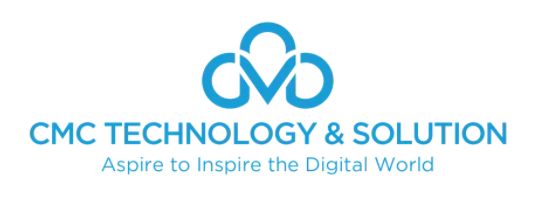 CMC TECHNOLOGY & SOLUTION
Aspire to Inspire the Digital World